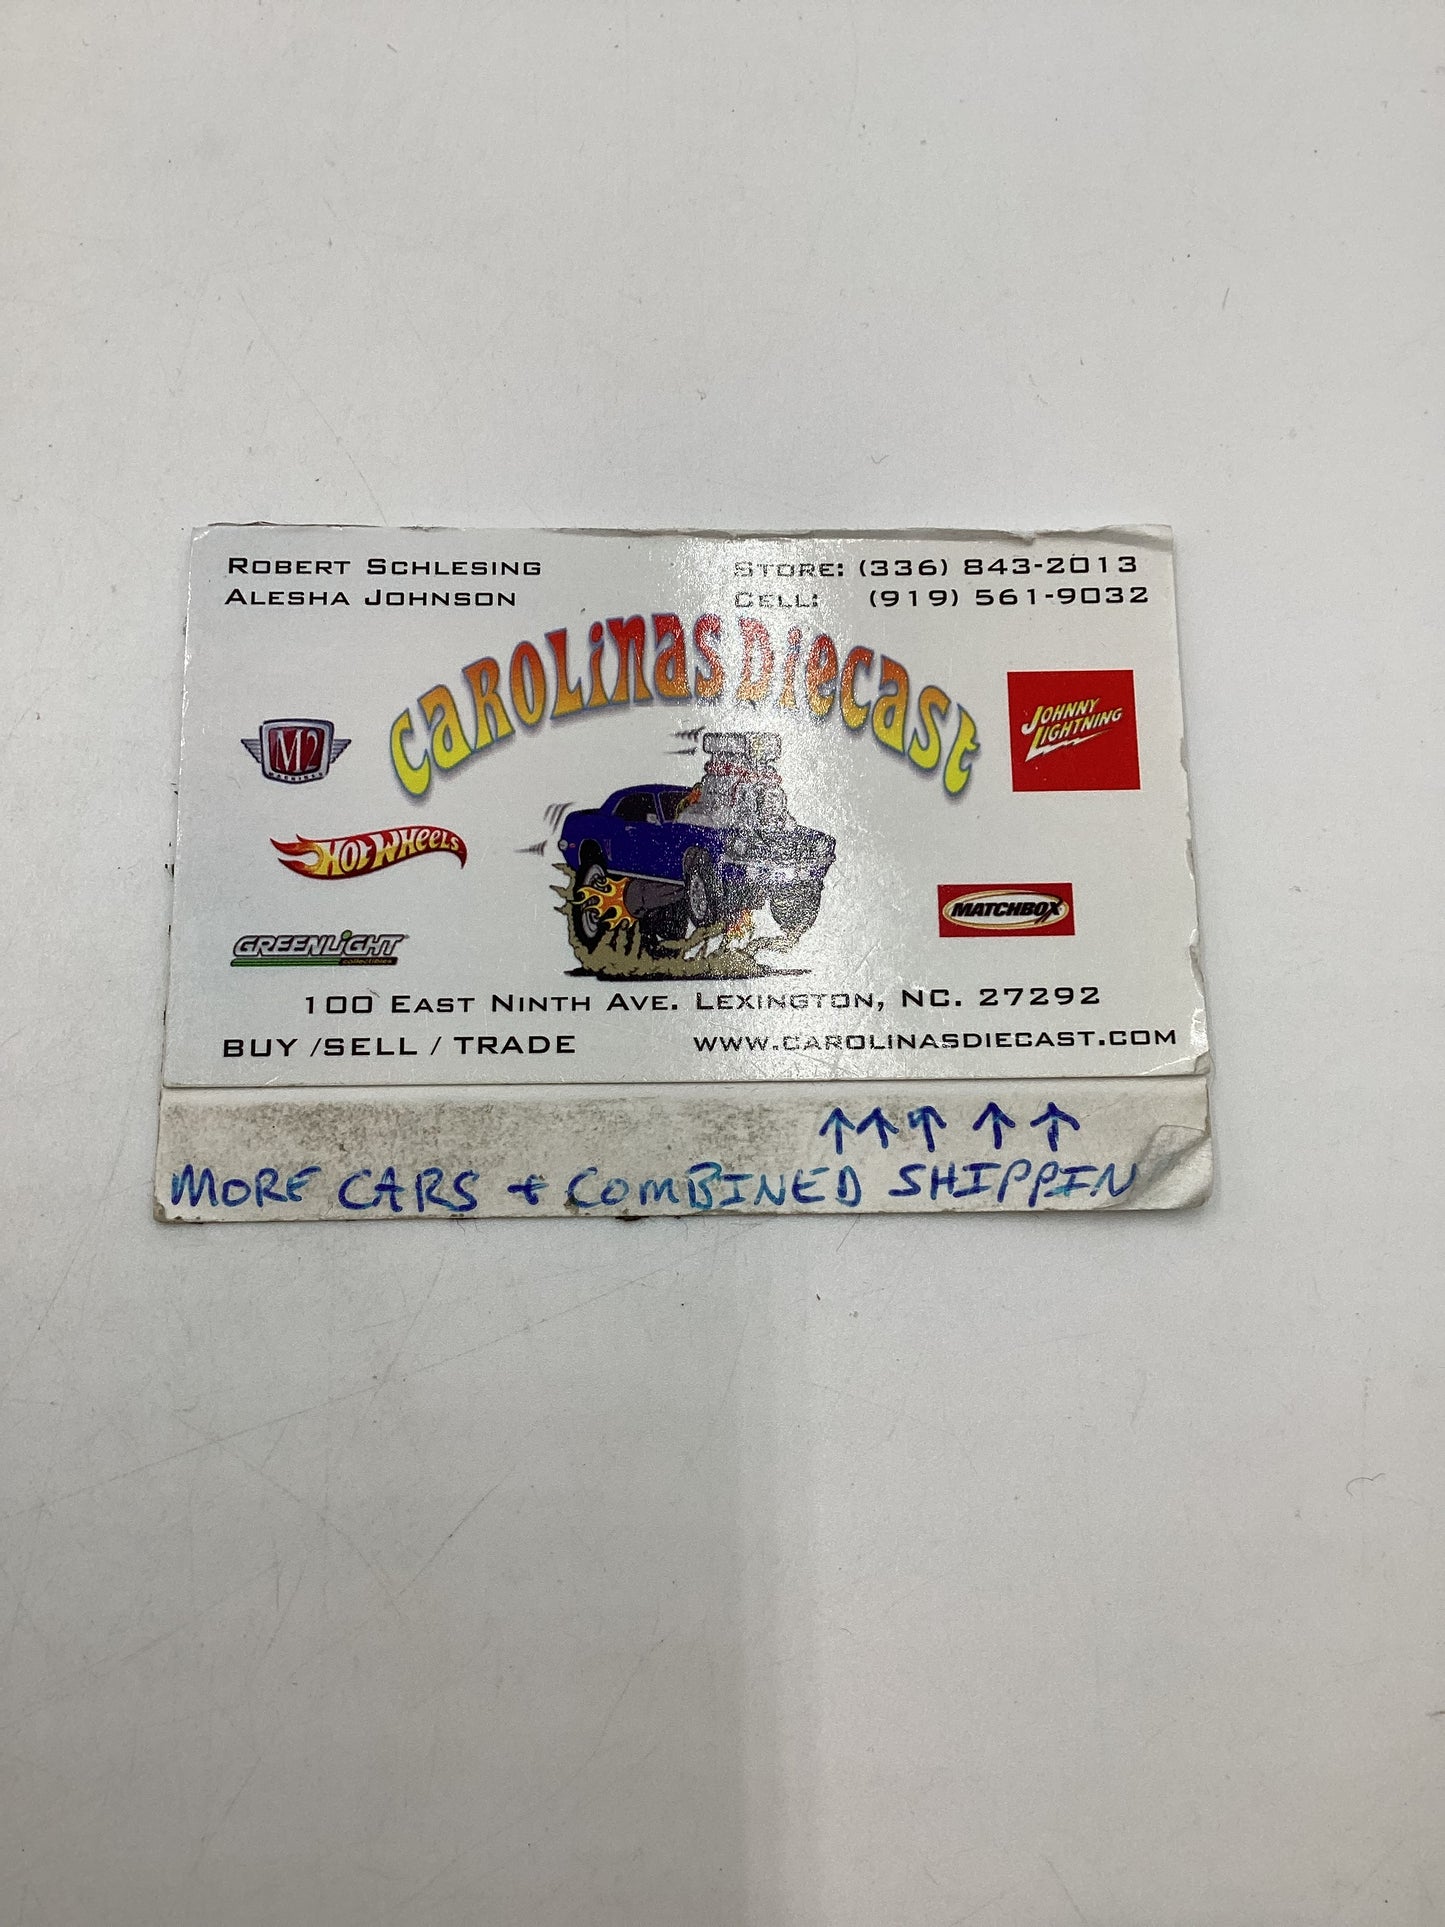 ROBERT SCHLESING
ALESHA JOHNSON
STORE: (336) 843-2013
CELL: (919) 561-9032
CAROLiNAS DiECAST
M2
MACHINES
JOHNNY
LIGHTNING
HOT WHEELS
MATCHBOX
GREENLiGHT
collectibles
100 EAST NINTH AVE. LEXINGTON, NC. 27292
BUY /SELL / TRADE
WWW.CAROLINASDIECAST.COM
↑↑↑↑↑
MORE CARS + COMBINED SHIPPIN